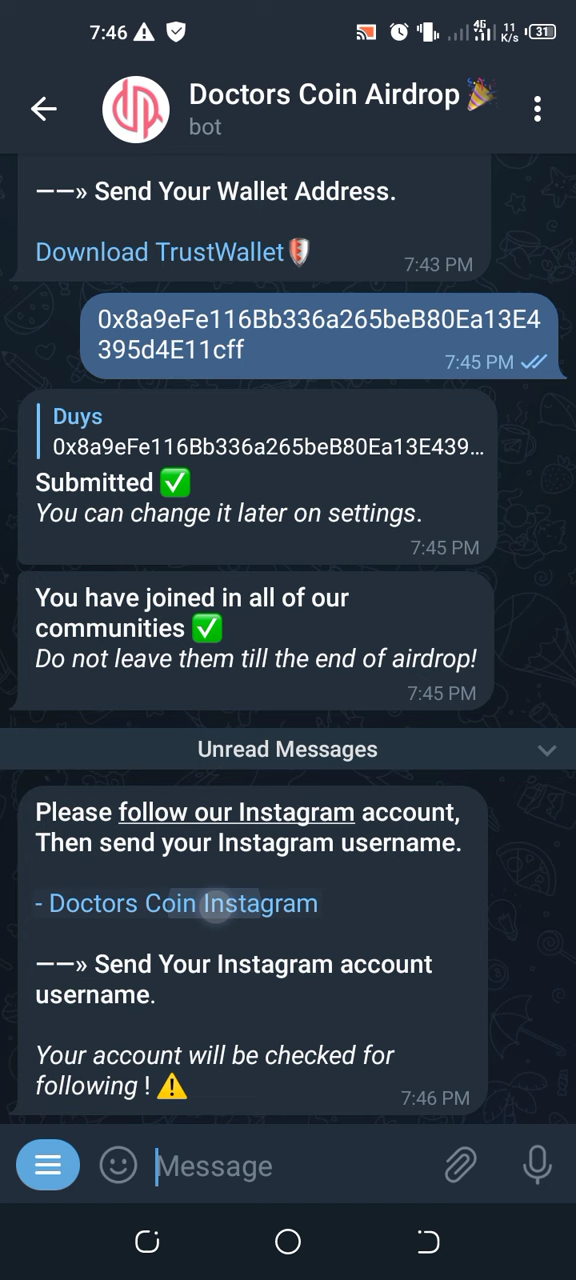 7:46
4G
11
K/s
31
Doctors Coin Airdrop 🎉
bot
——» Send Your Wallet Address.
Download TrustWallet
7:43 PM
0x8a9eFe116Bb336a265beB80Ea13E4
395d4E11cff
7:45 PM
Duys
0x8a9eFe116Bb336a265beB80Ea13E439...
Submitted ✅
You can change it later on settings.
7:45 PM
You have joined in all of our
communities ✅
Do not leave them till the end of airdrop!
7:45 PM
Unread Messages
Please follow our Instagram account,
Then send your Instagram username.
- Doctors Coin Instagram
——» Send Your Instagram account
username.
Your account will be checked for
following ! ⚠️
7:46 PM
Message